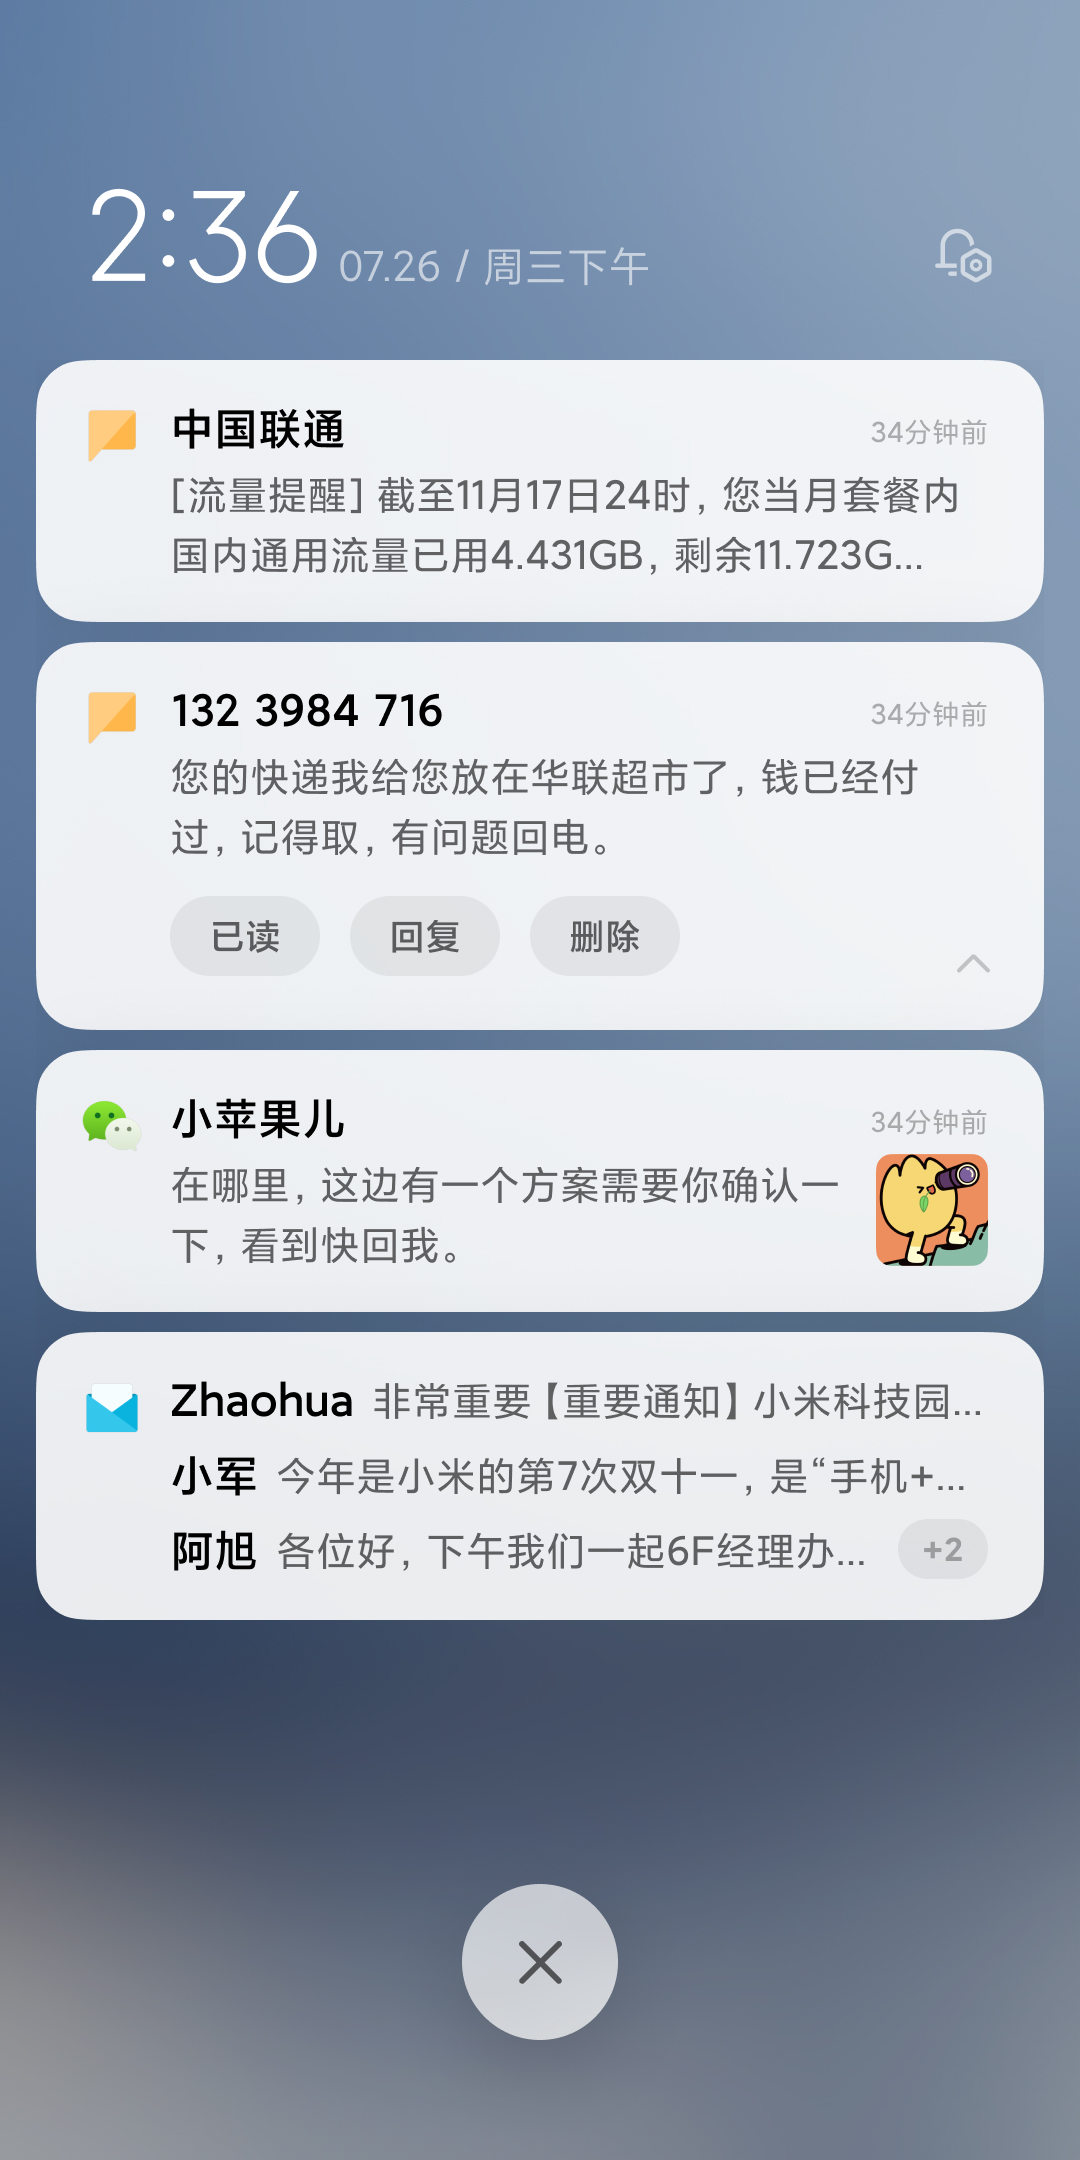 2:36 07.26 / 周三下午
中国联通 34分钟前
[流量提醒] 截至11月17日24时，您当月套餐内
国内通用流量已用4.431GB，剩余11.723G...
132 3984 716 34分钟前
您的快递我给您放在华联超市了，钱已经付
过，记得取，有问题回电。
已读 回复 删除
小苹果儿 34分钟前
在哪里，这边有一个方案需要你确认一
下，看到快回我。
Zhaohua 非常重要【重要通知】小米科技园...
小军 今年是小米的第7次双十一，是“手机+...
阿旭 各位好，下午我们一起6F经理办... +2